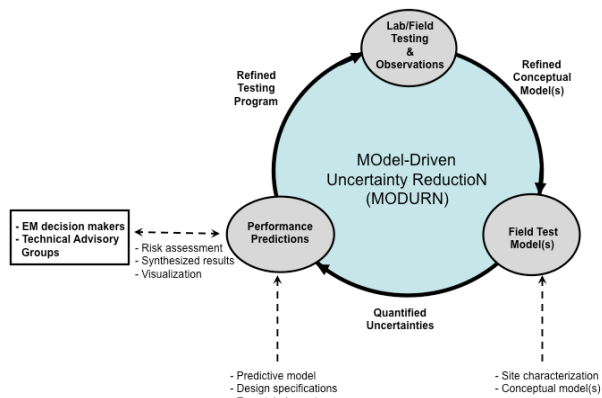 Lab/Field
Testing
&
Observations
Refined
Testing
Program
Refined
Conceptual
Model(s)
MOdel-Driven
Uncertainty ReductioN
(MODURN)
- EM decision makers
- Technical Advisory
Groups
- Risk assessment
- Synthesized results
- Visualization
Performance
Predictions
Field Test
Model(s)
Quantified
Uncertainties
- Predictive model
- Design specifications
- Site characterization
- Conceptual model(s)